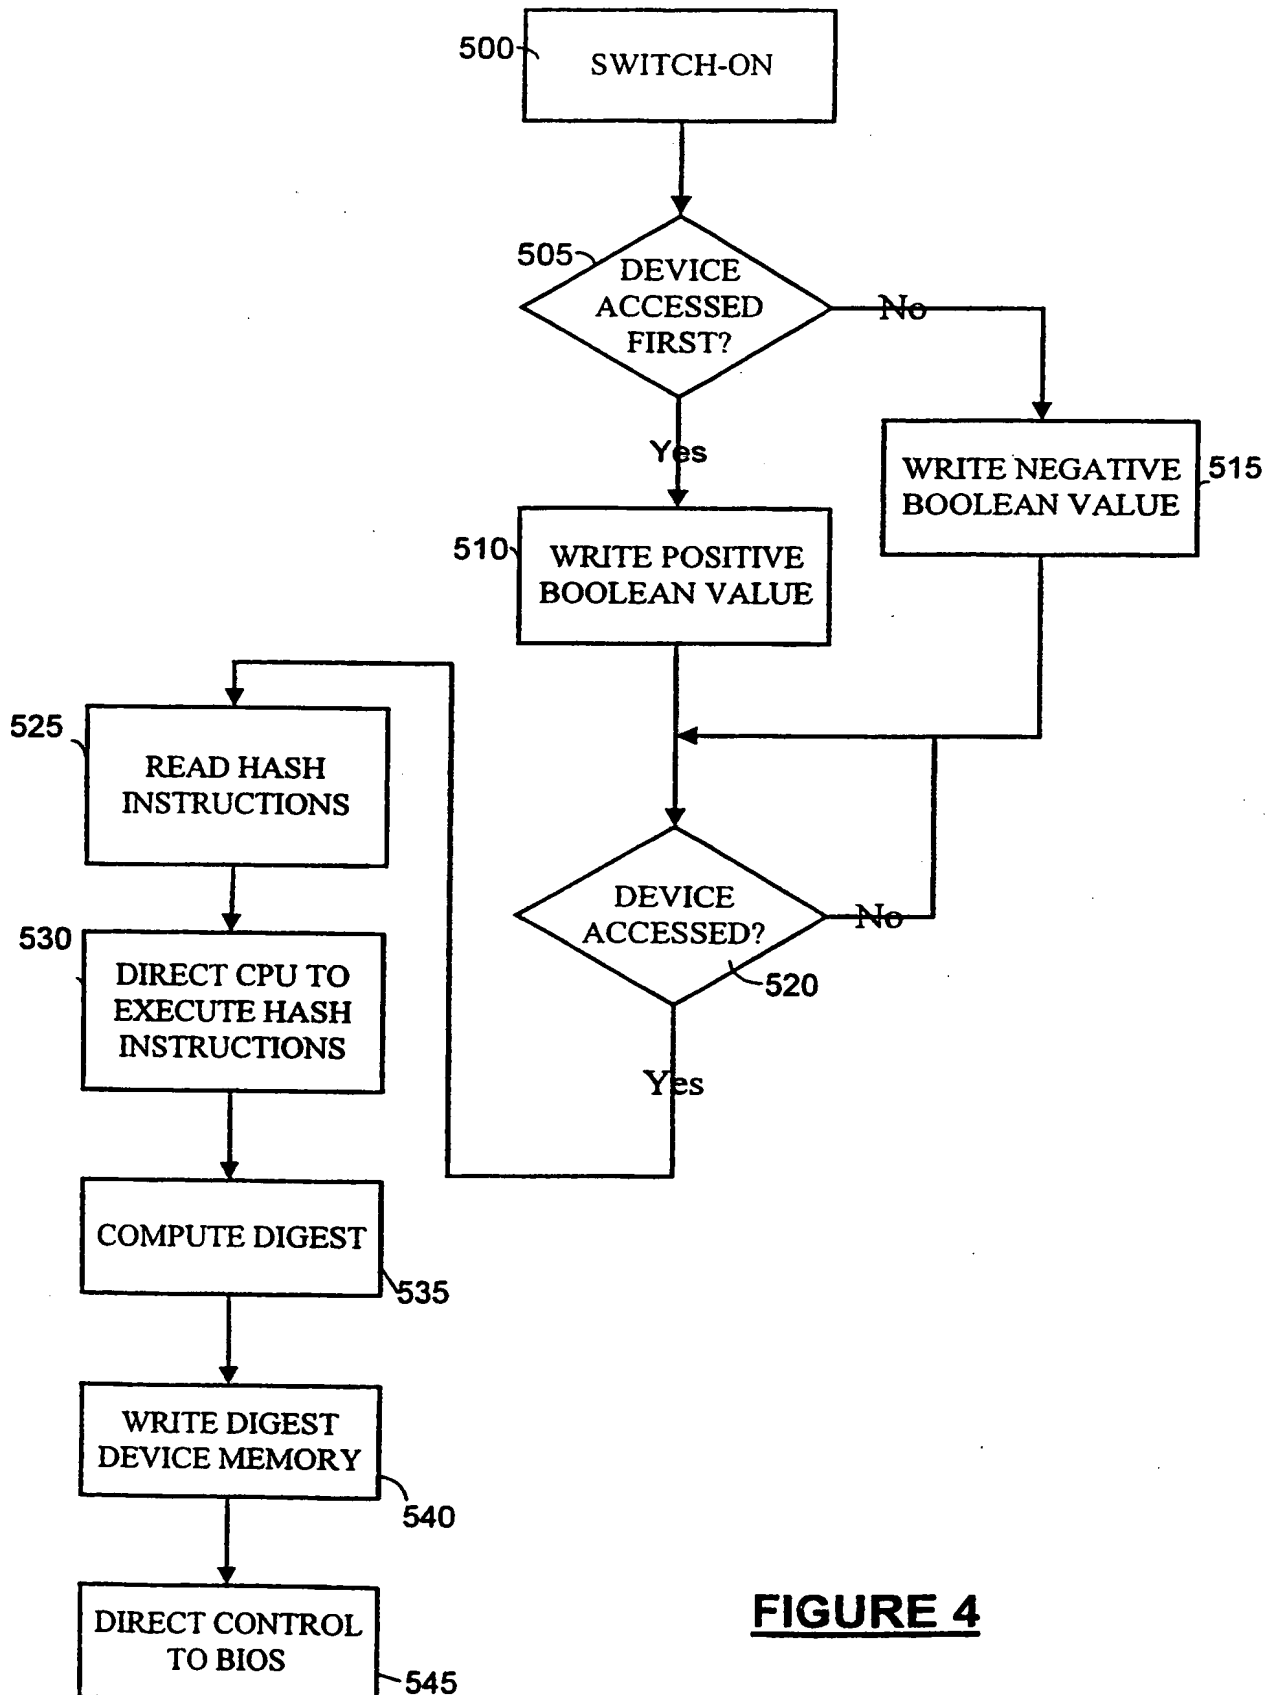 500
SWITCH-ON
505
DEVICE
ACCESSED
FIRST?
No
Yes
WRITE NEGATIVE
BOOLEAN VALUE
515
510
WRITE POSITIVE
BOOLEAN VALUE
525
READ HASH
INSTRUCTIONS
DEVICE
ACCESSED?
No
520
530
DIRECT CPU TO
EXECUTE HASH
INSTRUCTIONS
Yes
COMPUTE DIGEST
535
WRITE DIGEST
DEVICE MEMORY
540
DIRECT CONTROL
TO BIOS
545
FIGURE 4